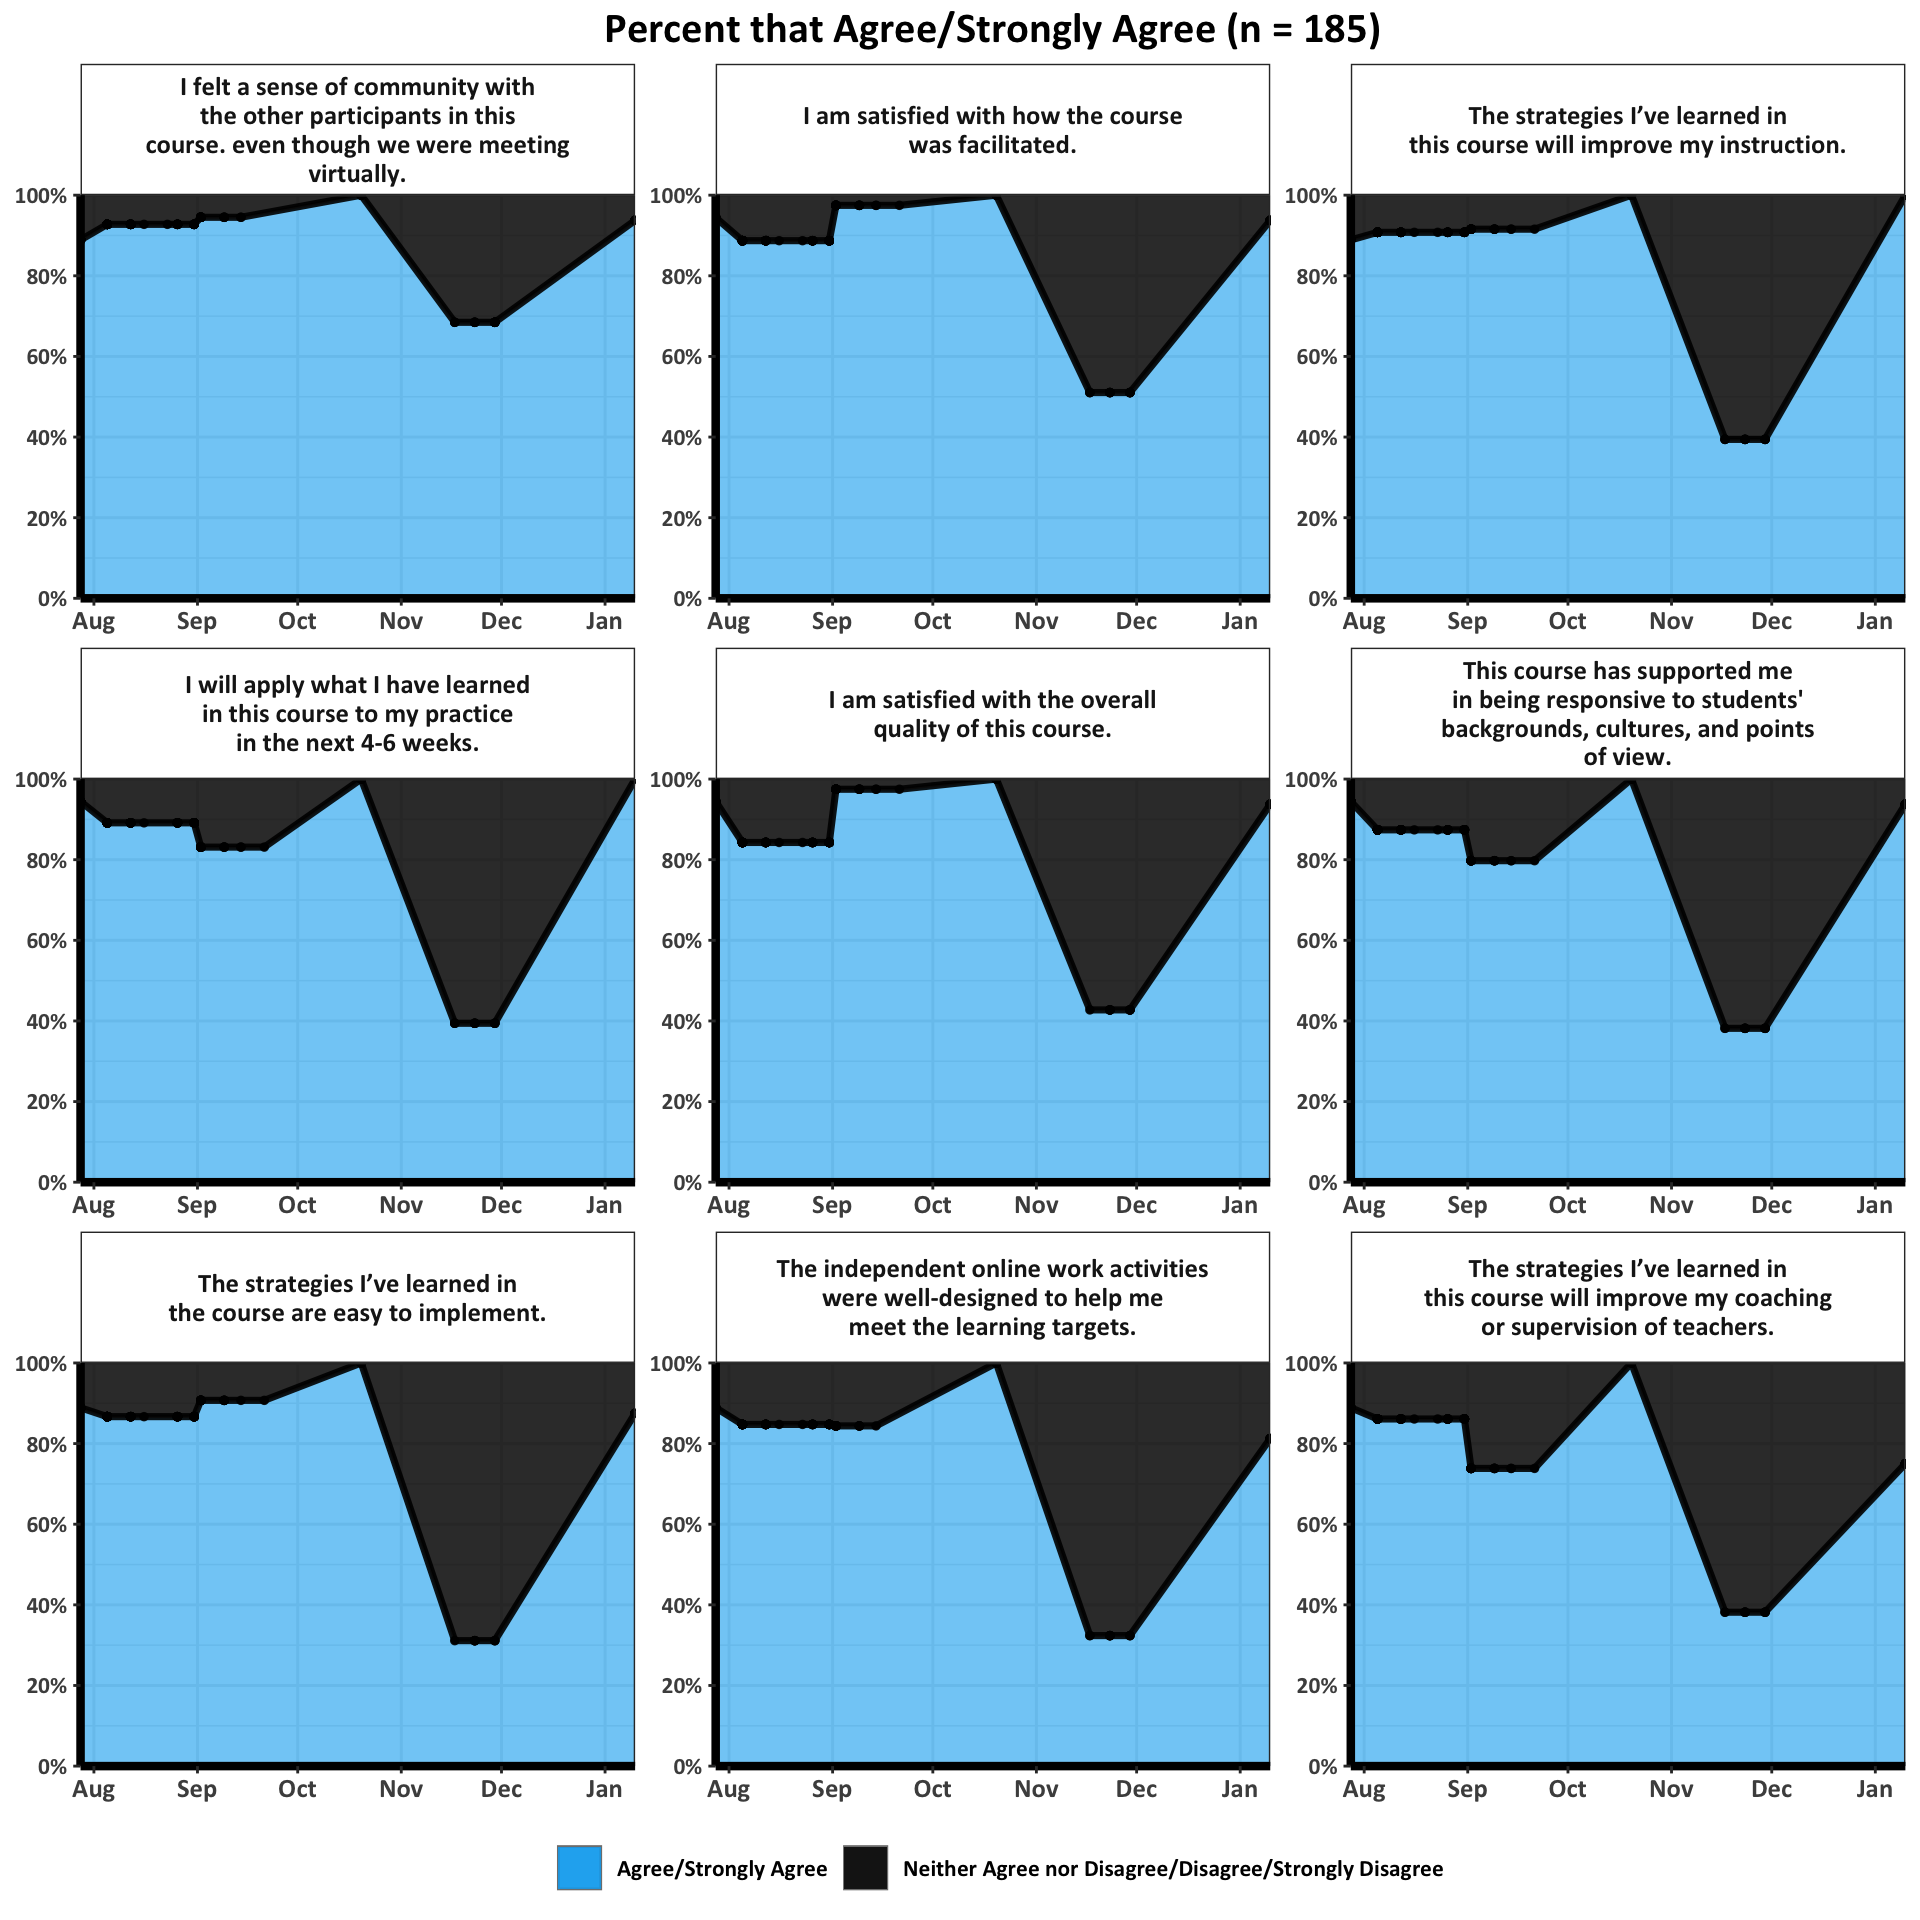 Percent that Agree/Strongly Agree (n = 185)
I felt a sense of community with
the other participants in this
course. even though we were meeting
virtually.
100%
80%
60%
40%
20%
0%
Aug Sep Oct Nov Dec Jan
I am satisfied with how the course
was facilitated.
100%
80%
60%
40%
20%
0%
Aug Sep Oct Nov Dec Jan
The strategies I’ve learned in
this course will improve my instruction.
100%
80%
60%
40%
20%
0%
Aug Sep Oct Nov Dec Jan
I will apply what I have learned
in this course to my practice
in the next 4-6 weeks.
100%
80%
60%
40%
20%
0%
Aug Sep Oct Nov Dec Jan
I am satisfied with the overall
quality of this course.
100%
80%
60%
40%
20%
0%
Aug Sep Oct Nov Dec Jan
This course has supported me
in being responsive to students'
backgrounds, cultures, and points
of view.
100%
80%
60%
40%
20%
0%
Aug Sep Oct Nov Dec Jan
The strategies I’ve learned in
the course are easy to implement.
100%
80%
60%
40%
20%
0%
Aug Sep Oct Nov Dec Jan
The independent online work activities
were well-designed to help me
meet the learning targets.
100%
80%
60%
40%
20%
0%
Aug Sep Oct Nov Dec Jan
The strategies I’ve learned in
this course will improve my coaching
or supervision of teachers.
100%
80%
60%
40%
20%
0%
Aug Sep Oct Nov Dec Jan
Agree/Strongly Agree
Neither Agree nor Disagree/Disagree/Strongly Disagree